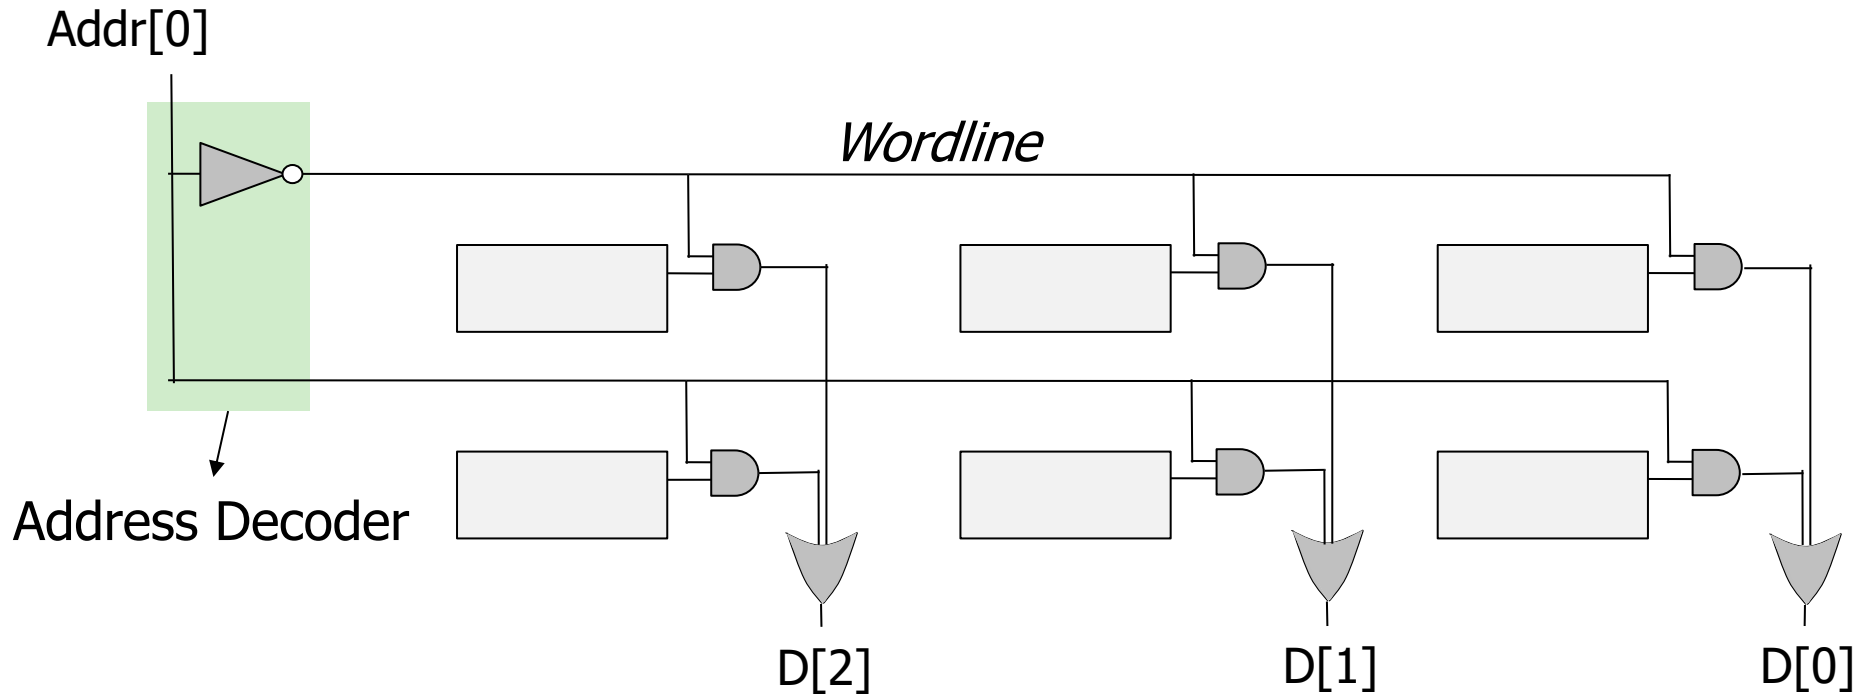 Addr[0]
Wordline
Address Decoder
D[2]
D[1]
D[0]